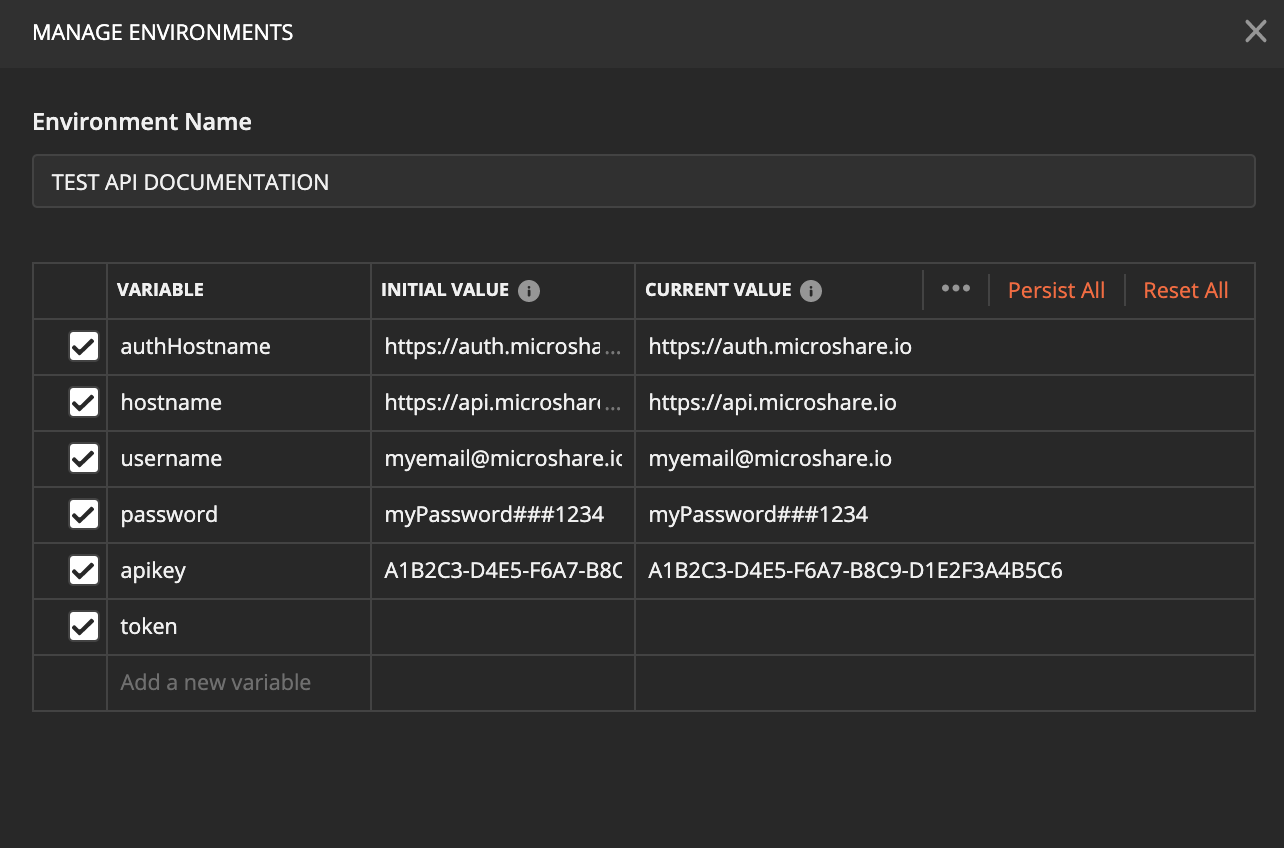 MANAGE ENVIRONMENTS
Environment Name
TEST API DOCUMENTATION
VARIABLE INITIAL VALUE CURRENT VALUE ••• Persist All Reset All
authHostname https://auth.microsha... https://auth.microshare.io
hostname https://api.microshar... https://api.microshare.io
username myemail@microshare.io myemail@microshare.io
password myPassword###1234 myPassword###1234
apikey A1B2C3-D4E5-F6A7-B8C A1B2C3-D4E5-F6A7-B8C9-D1E2F3A4B5C6
token
Add a new variable